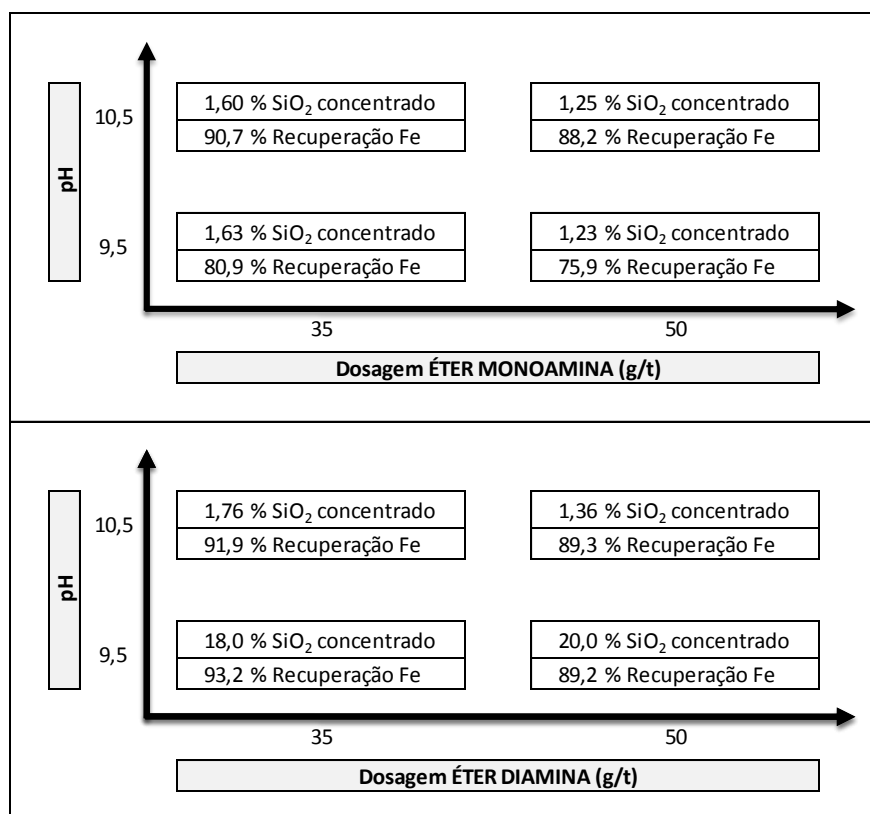 10,5
1,60 % SiO₂ concentrado
1,25 % SiO₂ concentrado
90,7 % Recuperação Fe
88,2 % Recuperação Fe
pH
9,5
1,63 % SiO₂ concentrado
1,23 % SiO₂ concentrado
80,9 % Recuperação Fe
75,9 % Recuperação Fe
35
50
Dosagem ÉTER MONOAMINA (g/t)
10,5
1,76 % SiO₂ concentrado
1,36 % SiO₂ concentrado
91,9 % Recuperação Fe
89,3 % Recuperação Fe
pH
9,5
18,0 % SiO₂ concentrado
20,0 % SiO₂ concentrado
93,2 % Recuperação Fe
89,2 % Recuperação Fe
35
50
Dosagem ÉTER DIAMINA (g/t)